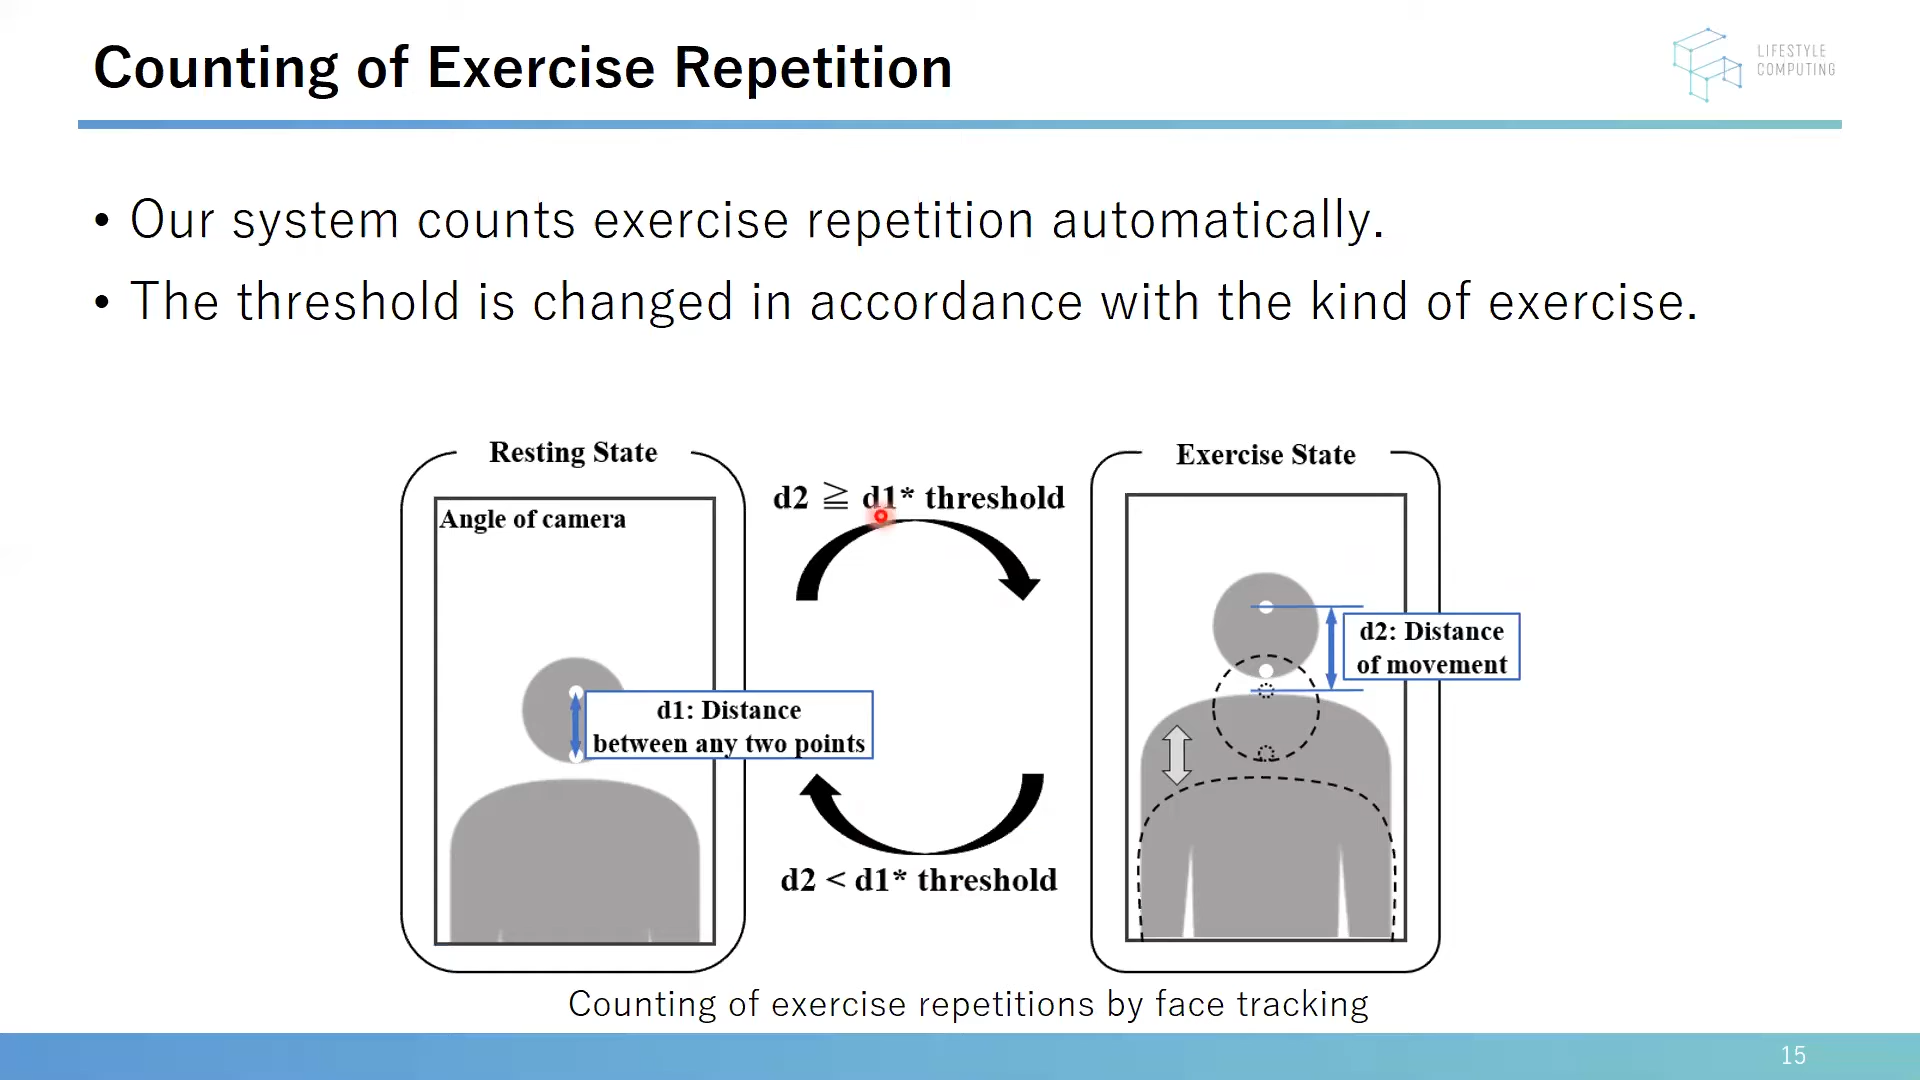 Counting of Exercise Repetition
LIFESTYLE
COMPUTING
• Our system counts exercise repetition automatically.
• The threshold is changed in accordance with the kind of exercise.
Resting State
Angle of camera
d1: Distance
between any two points
d2 ≧ d1* threshold
d2 < d1* threshold
Exercise State
d2: Distance
of movement
Counting of exercise repetitions by face tracking
15